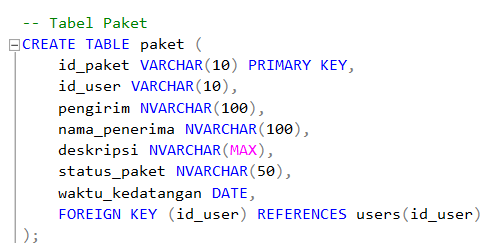 -- Tabel Paket
CREATE TABLE paket (
    id_paket VARCHAR(10) PRIMARY KEY,
    id_user VARCHAR(10),
    pengirim NVARCHAR(100),
    nama_penerima NVARCHAR(100),
    deskripsi NVARCHAR(MAX),
    status_paket NVARCHAR(50),
    waktu_kedatangan DATE,
    FOREIGN KEY (id_user) REFERENCES users(id_user)
);